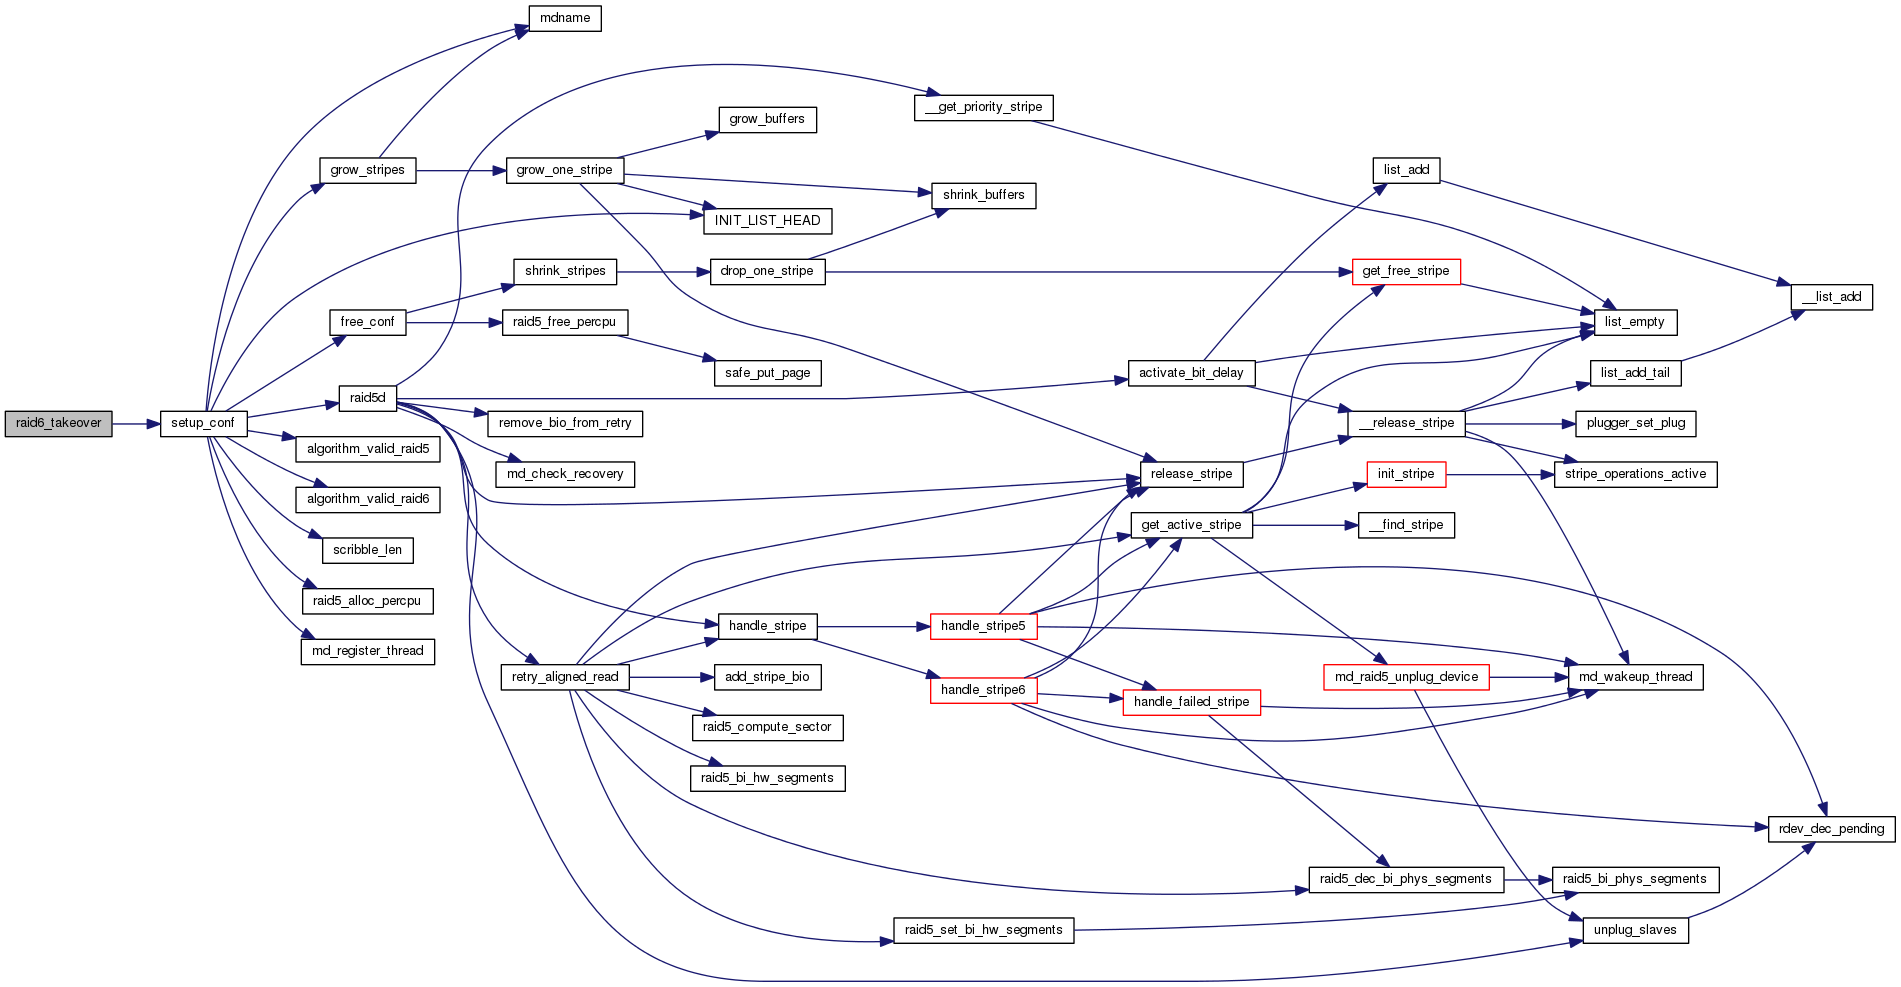 mdname
__get_priority_stripe
grow_buffers
grow_stripes
grow_one_stripe
list_add
shrink_buffers
INIT_LIST_HEAD
shrink_stripes
drop_one_stripe
get_free_stripe
__list_add
free_conf
raid5_free_percpu
list_empty
safe_put_page
activate_bit_delay
list_add_tail
raid5d
raid6_takeover
setup_conf
remove_bio_from_retry
__release_stripe
plugger_set_plug
algorithm_valid_raid5
md_check_recovery
release_stripe
init_stripe
stripe_operations_active
algorithm_valid_raid6
get_active_stripe
__find_stripe
scribble_len
raid5_alloc_percpu
handle_stripe
handle_stripe5
md_register_thread
retry_aligned_read
add_stripe_bio
md_raid5_unplug_device
md_wakeup_thread
handle_stripe6
handle_failed_stripe
raid5_compute_sector
raid5_bi_hw_segments
rdev_dec_pending
raid5_dec_bi_phys_segments
raid5_bi_phys_segments
raid5_set_bi_hw_segments
unplug_slaves